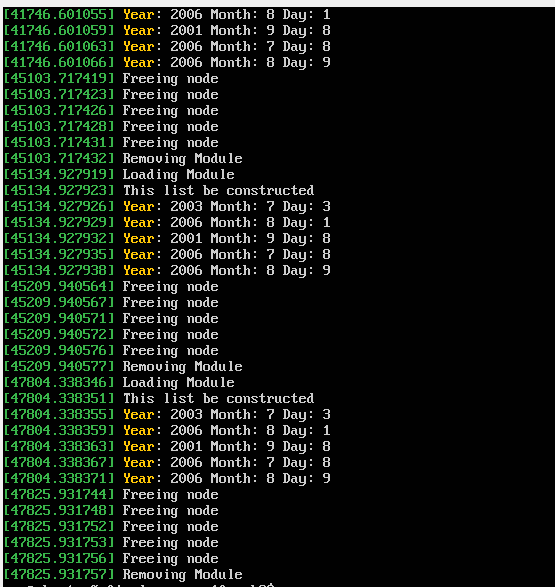 [41746.601055] Year: 2006 Month: 8 Day: 1
[41746.601059] Year: 2001 Month: 9 Day: 8
[41746.601063] Year: 2006 Month: 7 Day: 8
[41746.601066] Year: 2006 Month: 8 Day: 9
[45103.717419] Freeing node
[45103.717423] Freeing node
[45103.717426] Freeing node
[45103.717428] Freeing node
[45103.717431] Freeing node
[45103.717432] Removing Module
[45134.927919] Loading Module
[45134.927923] This list be constructed
[45134.927926] Year: 2003 Month: 7 Day: 3
[45134.927929] Year: 2006 Month: 8 Day: 1
[45134.927932] Year: 2001 Month: 9 Day: 8
[45134.927935] Year: 2006 Month: 7 Day: 8
[45134.927938] Year: 2006 Month: 8 Day: 9
[45209.940564] Freeing node
[45209.940567] Freeing node
[45209.940571] Freeing node
[45209.940572] Freeing node
[45209.940576] Freeing node
[45209.940577] Removing Module
[47804.338346] Loading Module
[47804.338351] This list be constructed
[47804.338355] Year: 2003 Month: 7 Day: 3
[47804.338359] Year: 2006 Month: 8 Day: 1
[47804.338363] Year: 2001 Month: 9 Day: 8
[47804.338367] Year: 2006 Month: 7 Day: 8
[47804.338371] Year: 2006 Month: 8 Day: 9
[47825.931744] Freeing node
[47825.931748] Freeing node
[47825.931752] Freeing node
[47825.931753] Freeing node
[47825.931756] Freeing node
[47825.931757] Removing Module